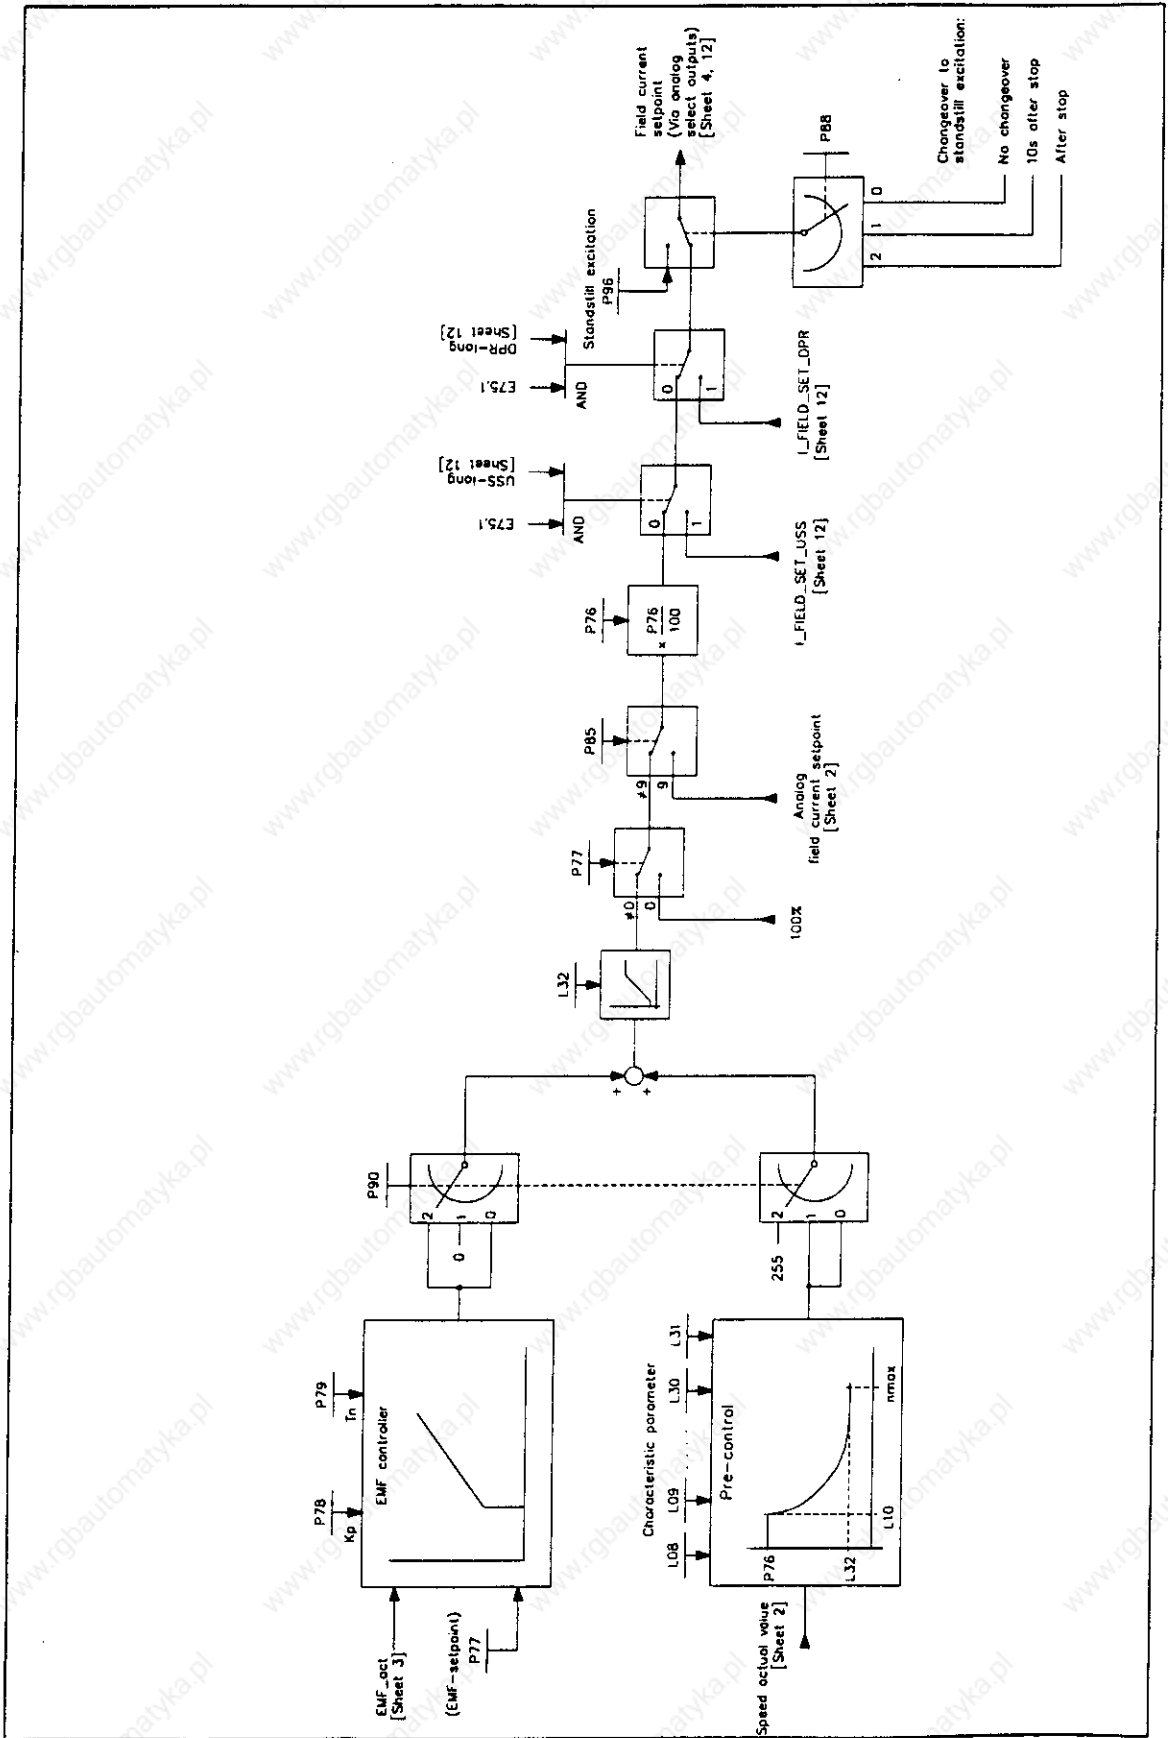 EMF_act
[Sheet 3]
(EMF-setpoint)
P77
P78
Kp
P79
Tn
EMF controller
P90
2
1
0
0
Speed actual value
[Sheet 2]
Characteristic parameter
L08
L09
L30
L31
Pre-control
P76
L32
L10
nmax
255
2
1
0
+
+
L32
P77
≠0
0
100%
P85
≠9
9
Analog
field current setpoint
[Sheet 2]
P76
x P76
100
E75.1
USS-long
[Sheet 12]
AND
0
1
I_FIELD_SET_USS
[Sheet 12]
E75.1
DPR-long
[Sheet 12]
AND
0
1
I_FIELD_SET_DPR
[Sheet 12]
Standstill excitation
P96
Field current
setpoint
(Via analog
select outputs)
[Sheet 4, 12]
P88
2
1
0
Changeover to
standstill excitation:
No changeover
10s after stop
After stop
www.rgbautomatyka.pl